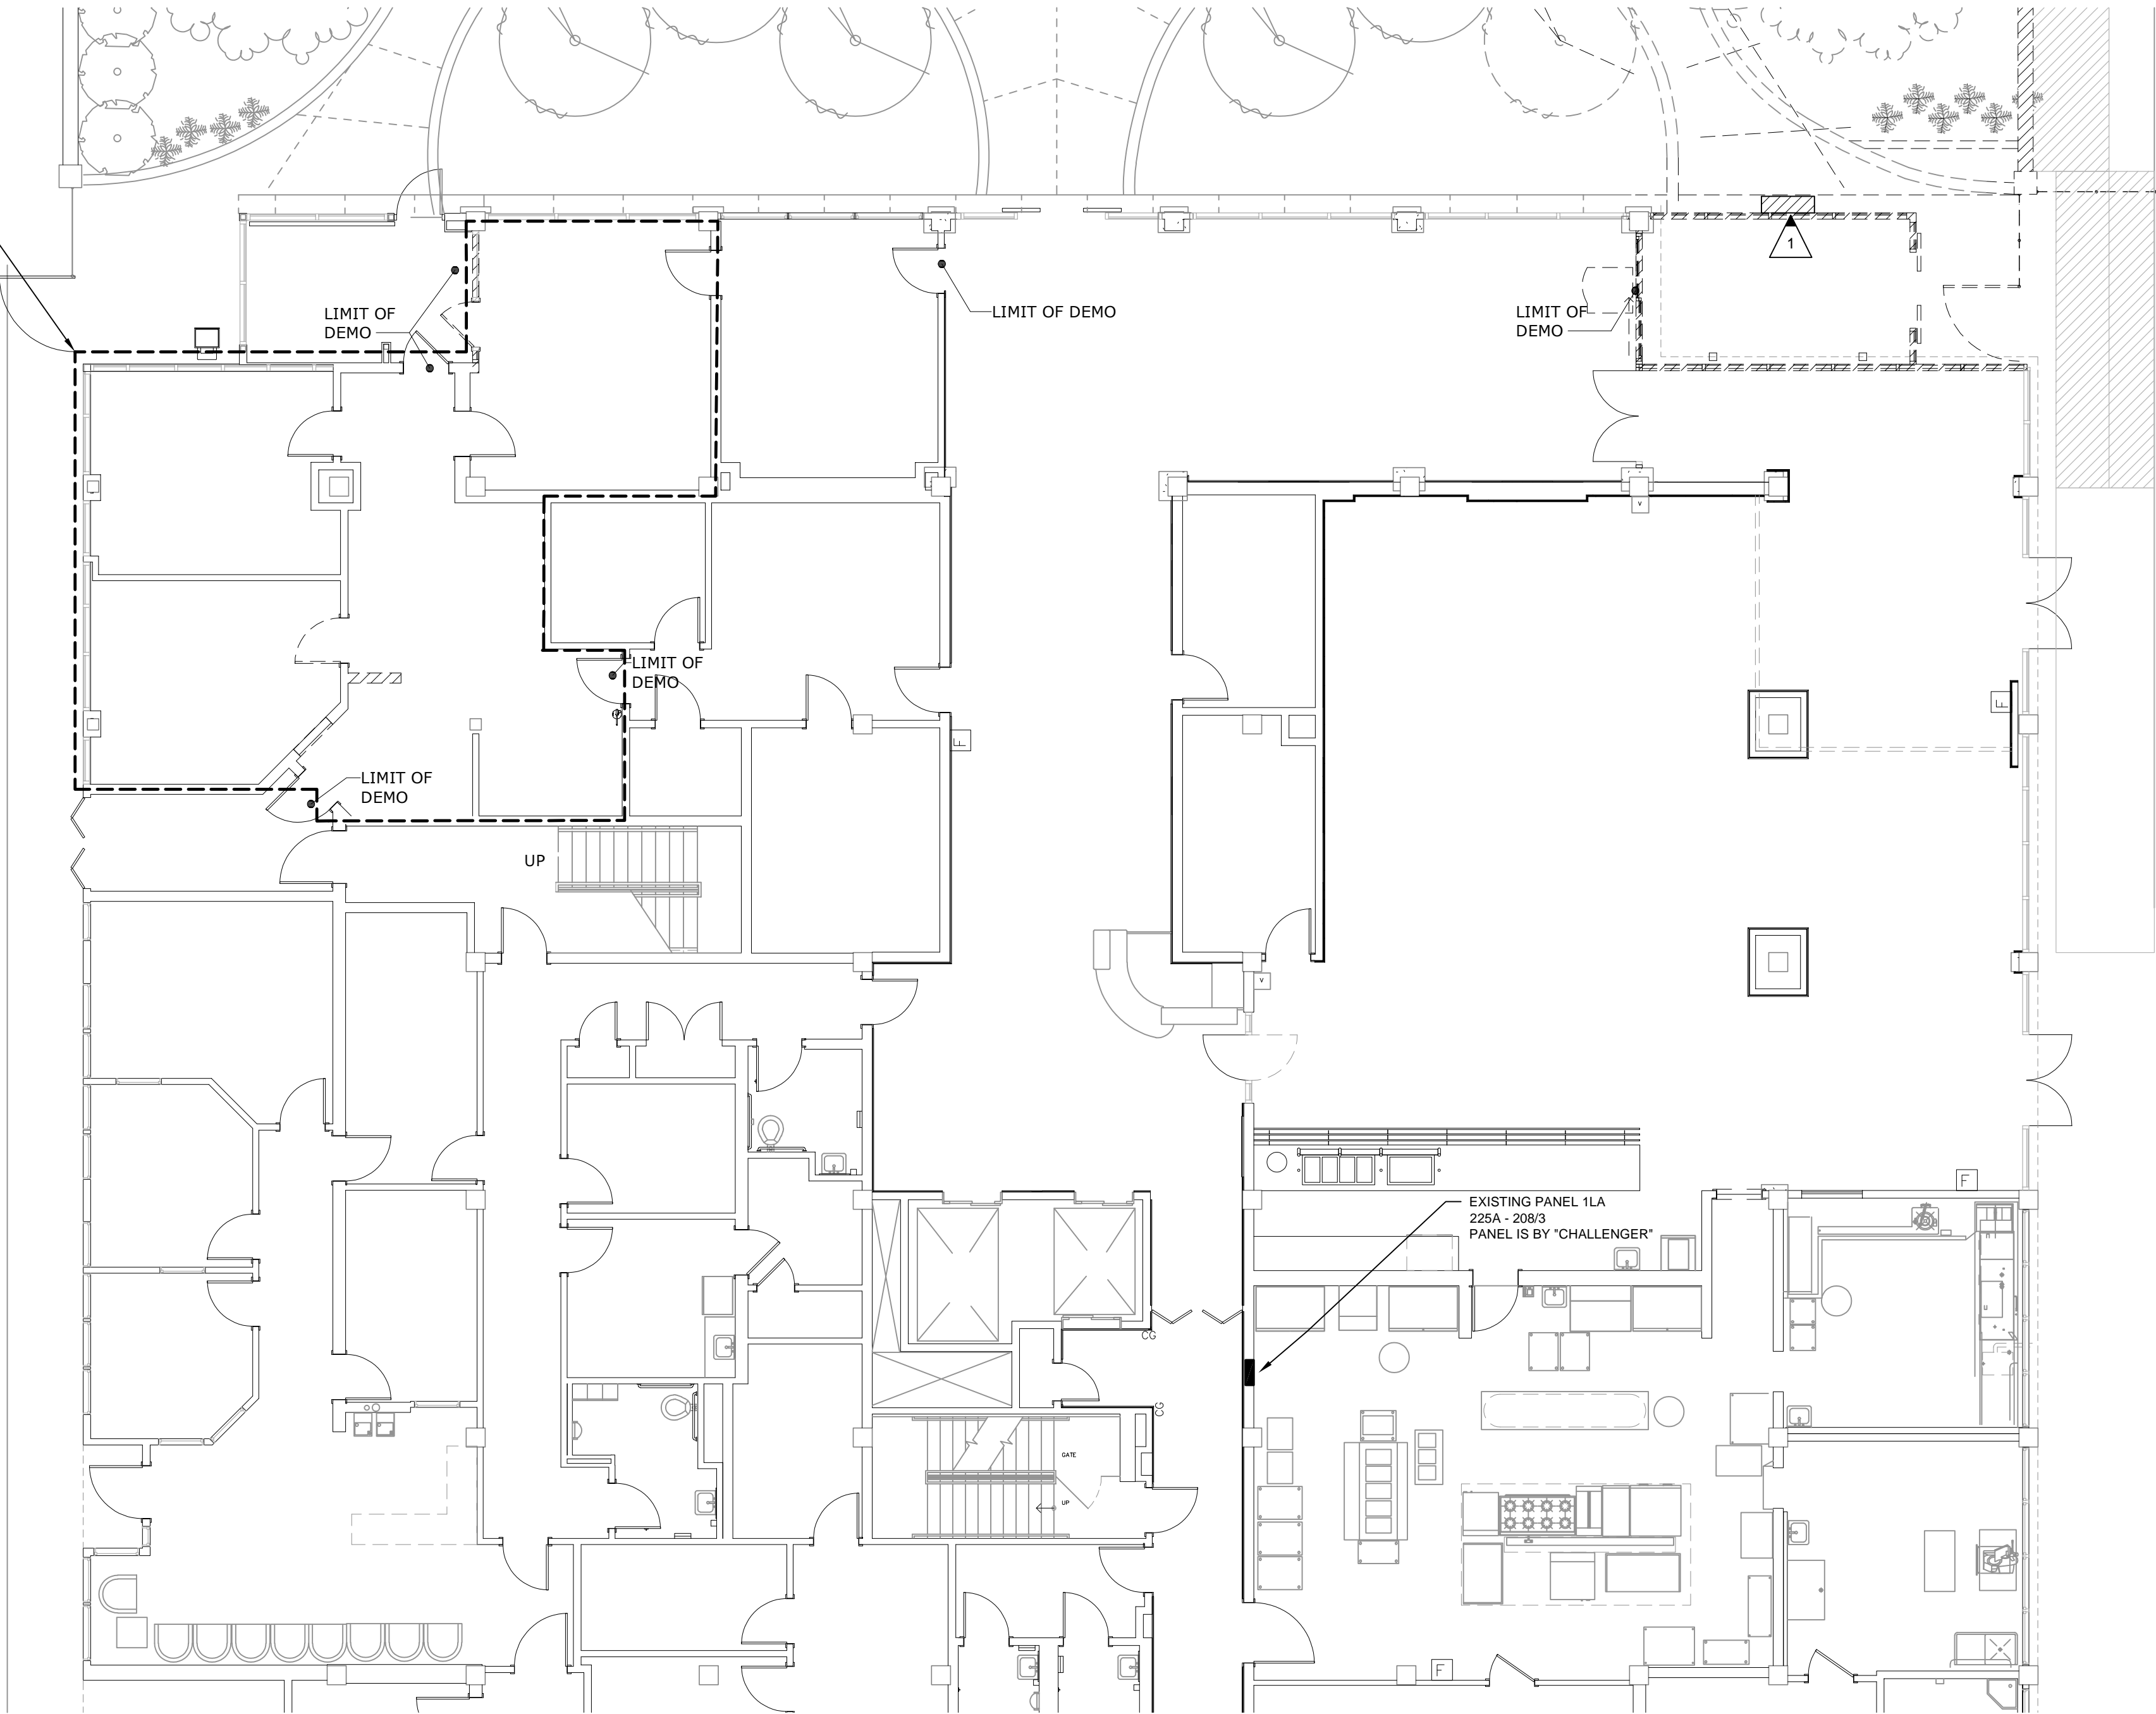 1
LIMIT OF
DEMO
LIMIT OF DEMO
LIMIT OF
DEMO
V
LIMIT OF
DEMO
F
F
LIMIT OF
DEMO
UP
V
F
EXISTING PANEL 1LA
225A - 208/3
PANEL IS BY "CHALLENGER"
CG
CG
GATE
UP
F